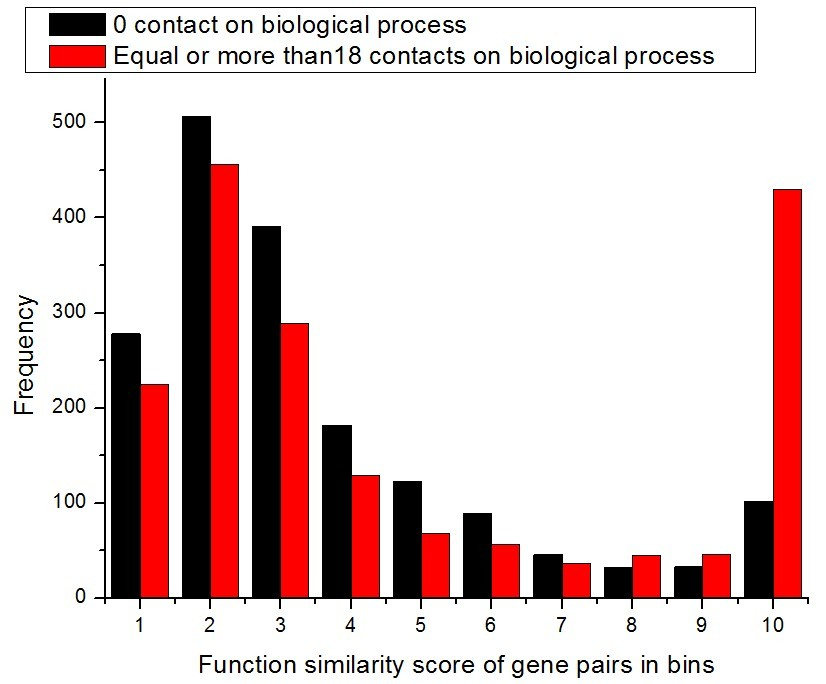 0 contact on biological process
Equal or more than18 contacts on biological process
500
400
300
200
100
0
Frequency
1 2 3 4 5 6 7 8 9 10
Function similarity score of gene pairs in bins